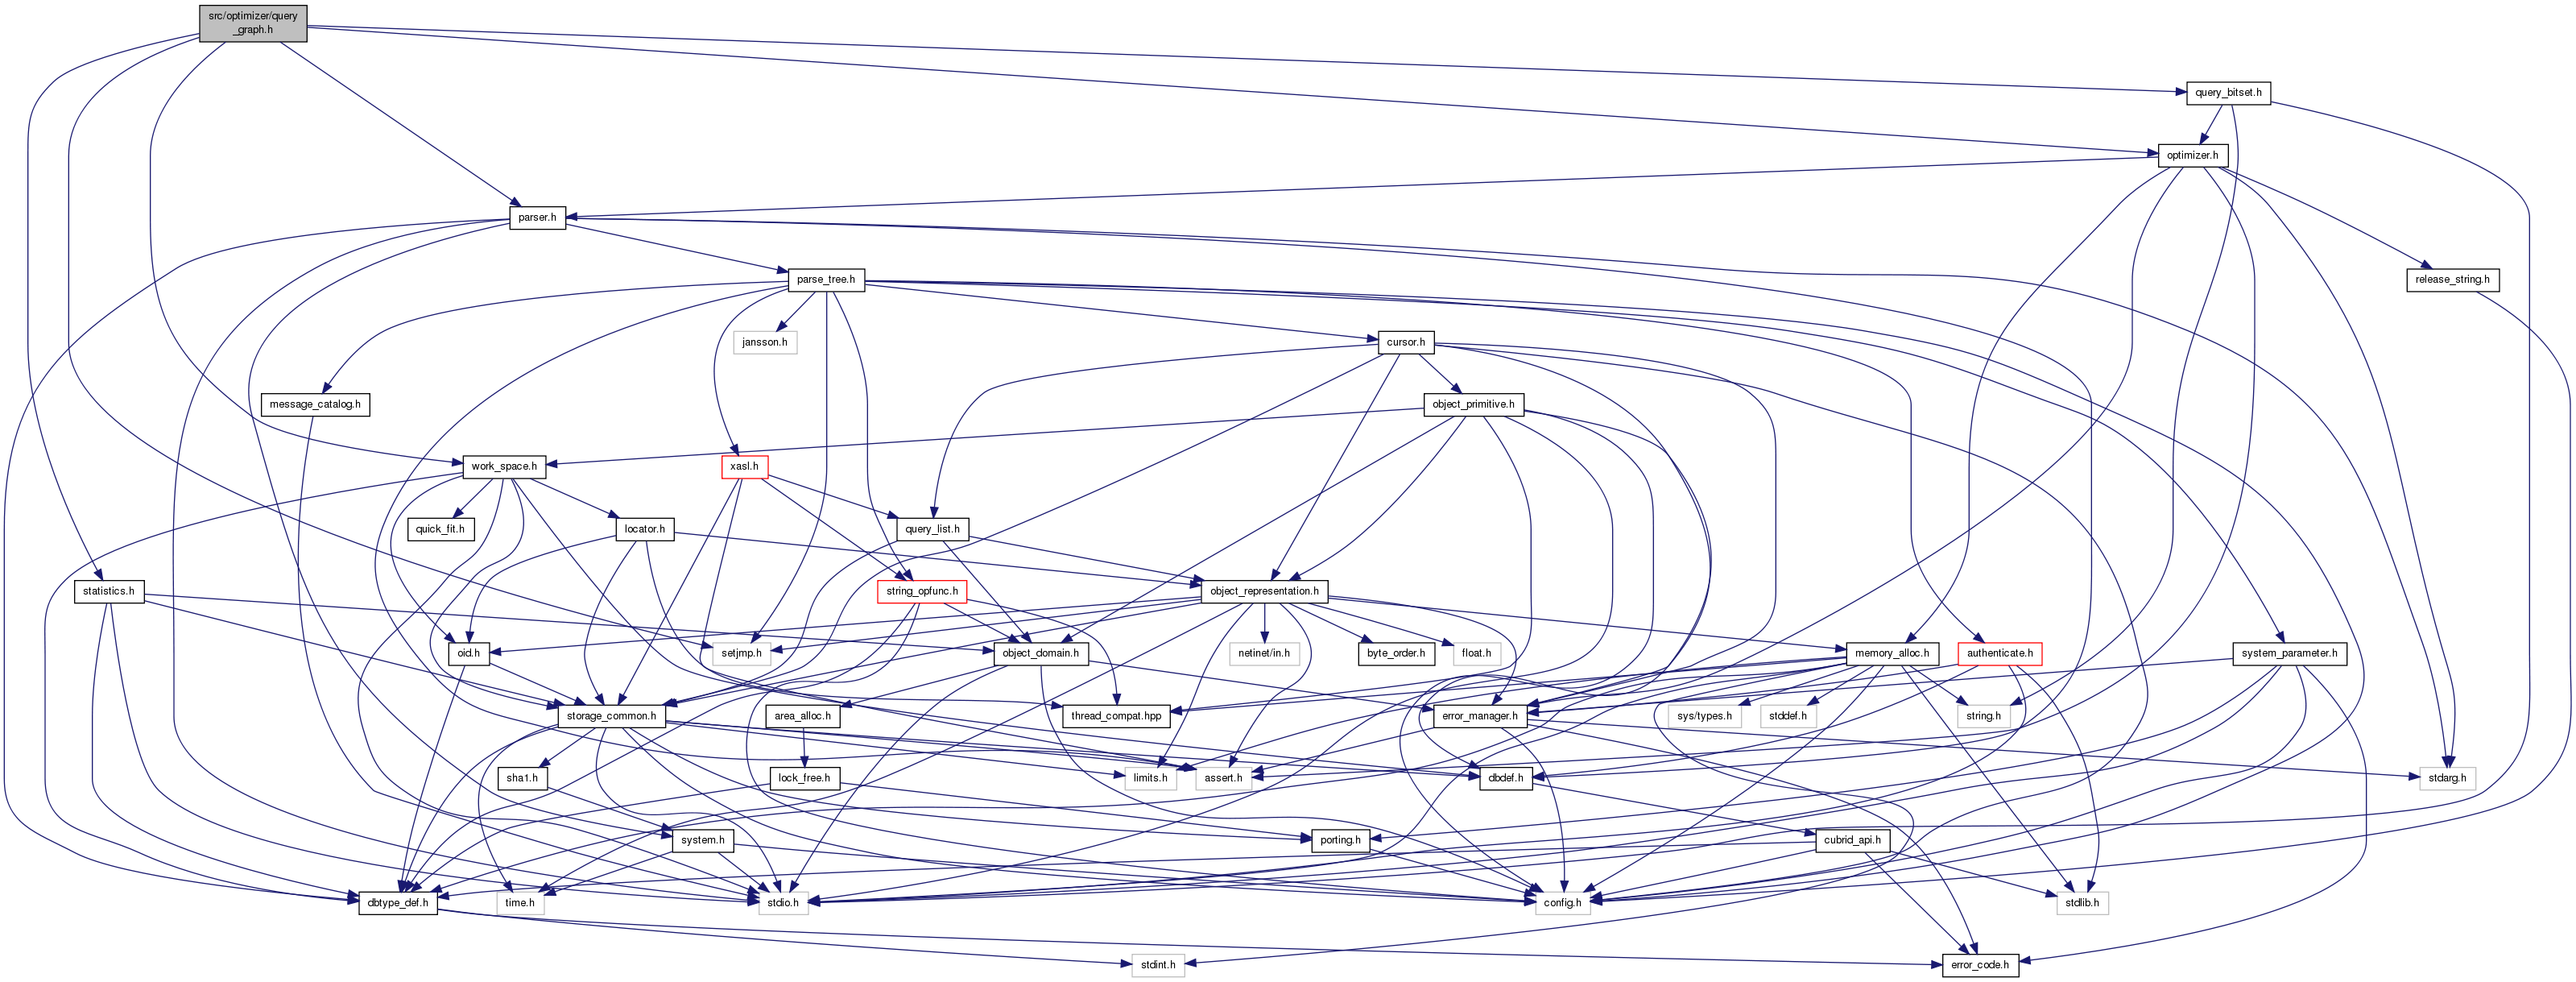 src/optimizer/query
_graph.h
query_bitset.h
optimizer.h
parser.h
parse_tree.h
release_string.h
jansson.h
cursor.h
message_catalog.h
object_primitive.h
work_space.h
xasl.h
quick_fit.h
locator.h
query_list.h
statistics.h
string_opfunc.h
object_representation.h
oid.h
setjmp.h
object_domain.h
netinet/in.h
byte_order.h
float.h
memory_alloc.h
authenticate.h
system_parameter.h
storage_common.h
area_alloc.h
thread_compat.hpp
error_manager.h
sys/types.h
stddef.h
string.h
sha1.h
lock_free.h
limits.h
assert.h
dbdef.h
stdarg.h
system.h
porting.h
cubrid_api.h
dbtype_def.h
time.h
stdio.h
config.h
stdlib.h
stdint.h
error_code.h